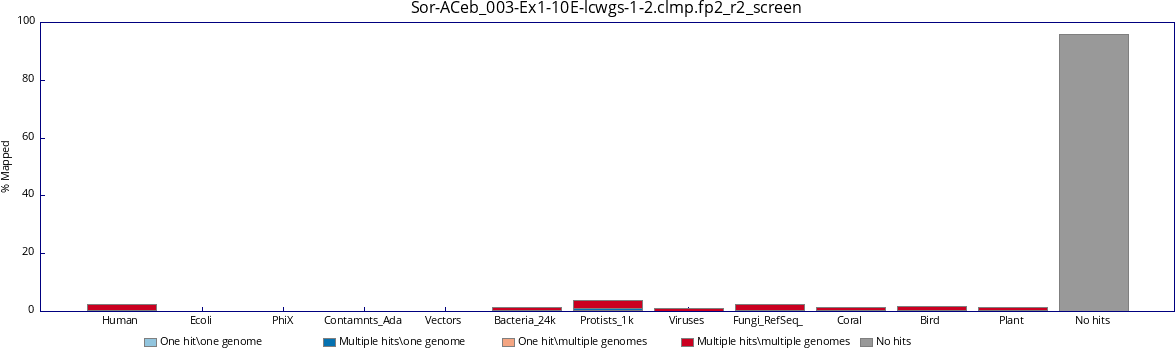 Sor-ACeb_003-Ex1-10E-lcwgs-1-2.clmp.fp2_r2_screen
100
80
60
40
20
0
% Mapped
Human Ecoli PhiX Contamnts_Ada Vectors Bacteria_24k Protists_1k Viruses Fungi_RefSeq_ Coral Bird Plant No hits
One hit\one genome Multiple hits\one genome One hit\multiple genomes Multiple hits\multiple genomes No hits